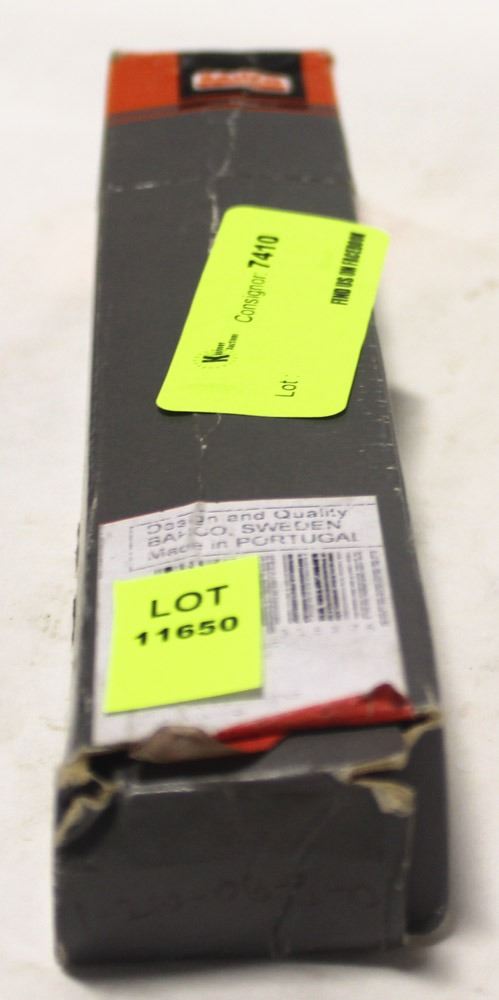 Consignor: 7410
Lot:
FIND US ON FACEBOOK
Design and Quality
BAHCO, SWEDEN
Made in PORTUGAL
LOT
11650